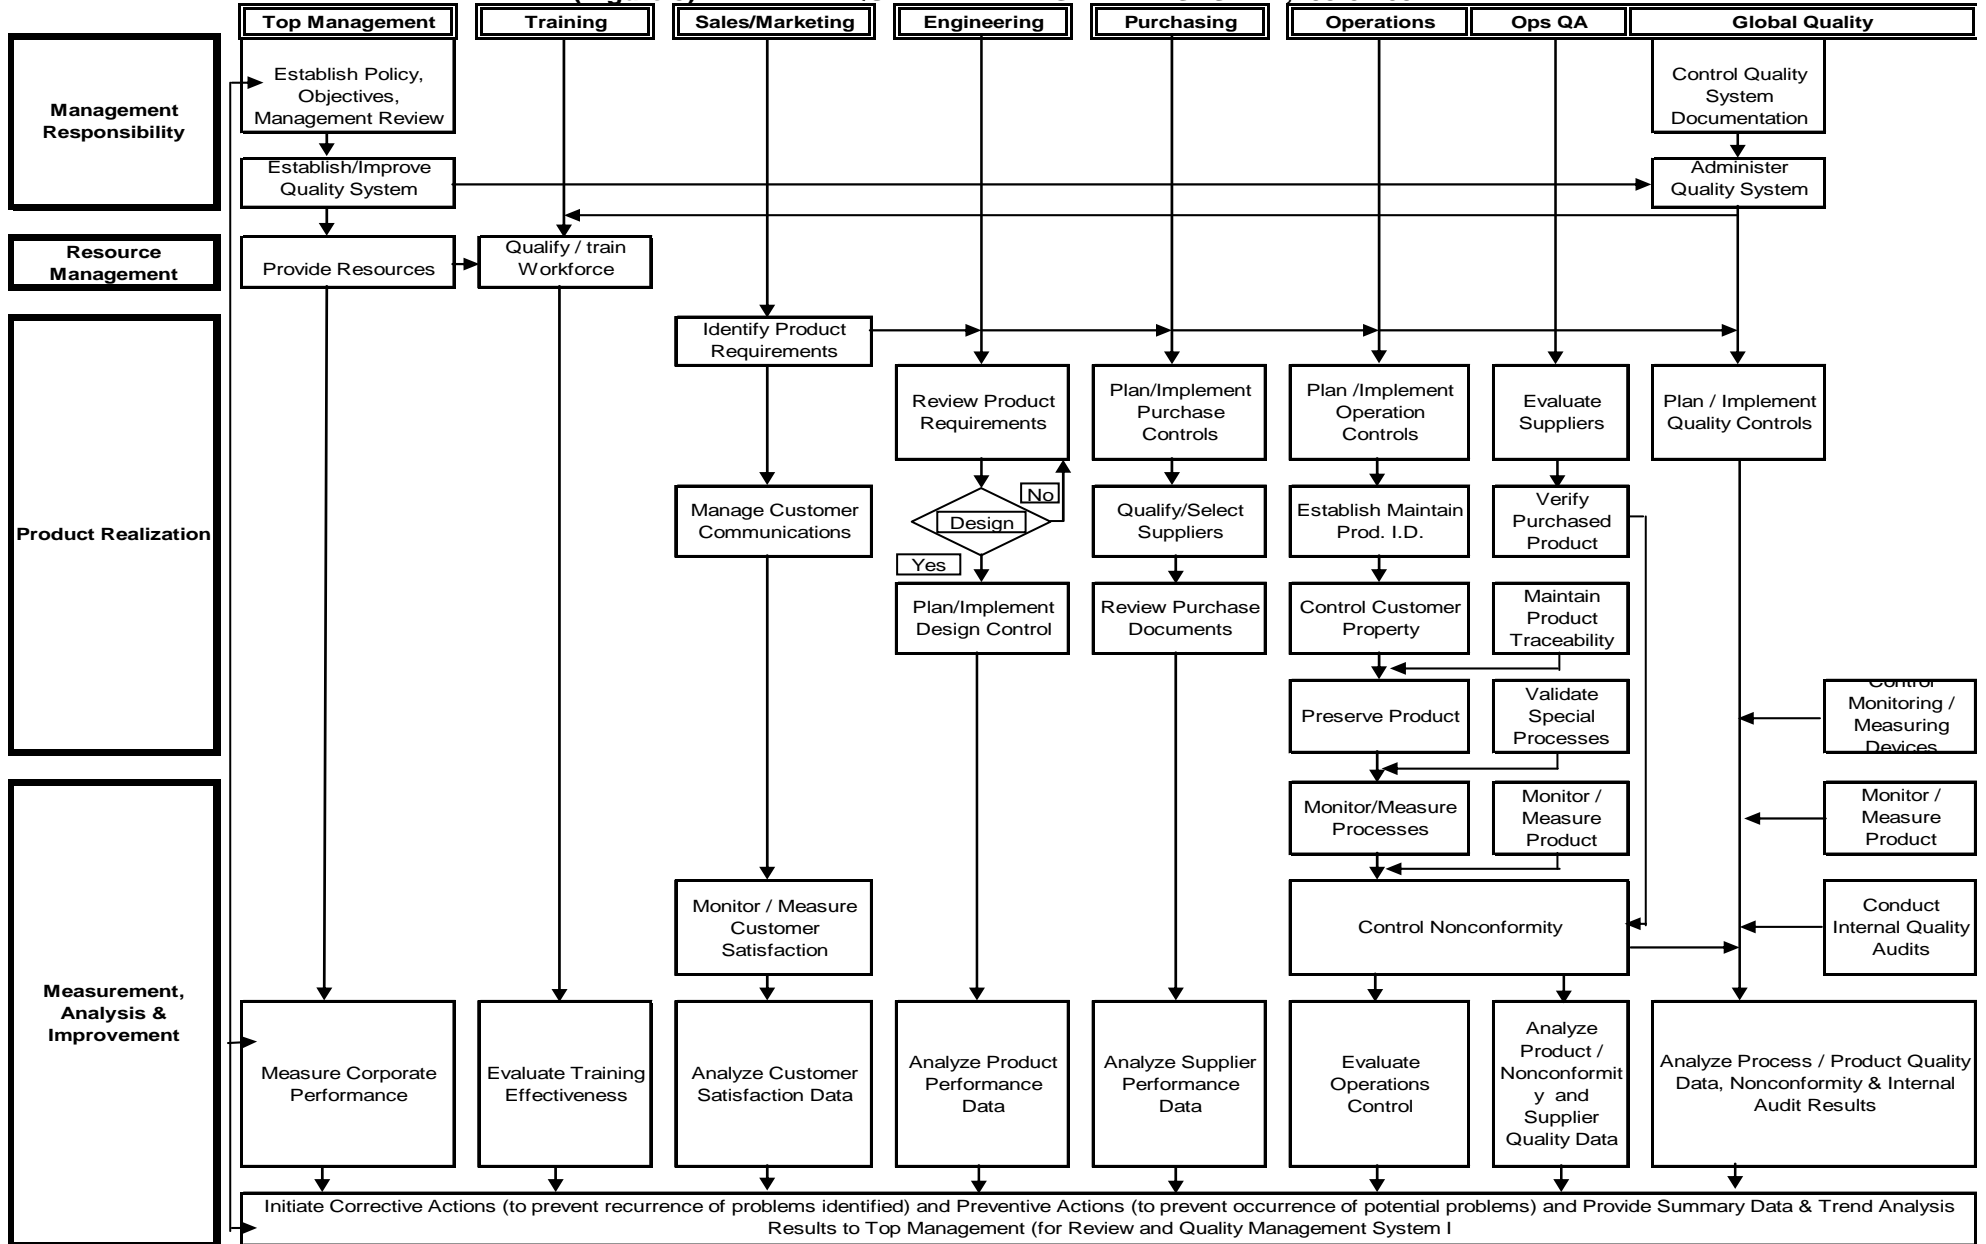 Top Management
Training
Sales/Marketing
Engineering
Purchasing
Operations
Ops QA
Global Quality
Management
Responsibility
Establish Policy,
Objectives,
Management Review
Control Quality
System
Documentation
Establish/Improve
Quality System
Administer
Quality System
Resource
Management
Provide Resources
Qualify / train
Workforce
Product Realization
Identify Product
Requirements
Review Product
Requirements
Plan/Implement
Purchase
Controls
Plan /Implement
Operation
Controls
Evaluate
Suppliers
Plan / Implement
Quality Controls
Manage Customer
Communications
No
Design
Yes
Qualify/Select
Suppliers
Establish Maintain
Prod. I.D.
Verify
Purchased
Product
Plan/Implement
Design Control
Review Purchase
Documents
Control Customer
Property
Maintain
Product
Traceability
Preserve Product
Validate
Special
Processes
Control
Monitoring /
Measuring
Devices
Measurement,
Analysis &
Improvement
Monitor/Measure
Processes
Monitor /
Measure
Product
Monitor /
Measure
Product
Monitor / Measure
Customer
Satisfaction
Control Nonconformity
Conduct
Internal Quality
Audits
Measure Corporate
Performance
Evaluate Training
Effectiveness
Analyze Customer
Satisfaction Data
Analyze Product
Performance
Data
Analyze Supplier
Performance
Data
Evaluate
Operations
Control
Analyze
Product /
Nonconformit
y and
Supplier
Quality Data
Analyze Process / Product Quality
Data, Nonconformity & Internal
Audit Results
Initiate Corrective Actions (to prevent recurrence of problems identified) and Preventive Actions (to prevent occurrence of potential problems) and Provide Summary Data & Trend Analysis
Results to Top Management (for Review and Quality Management System I